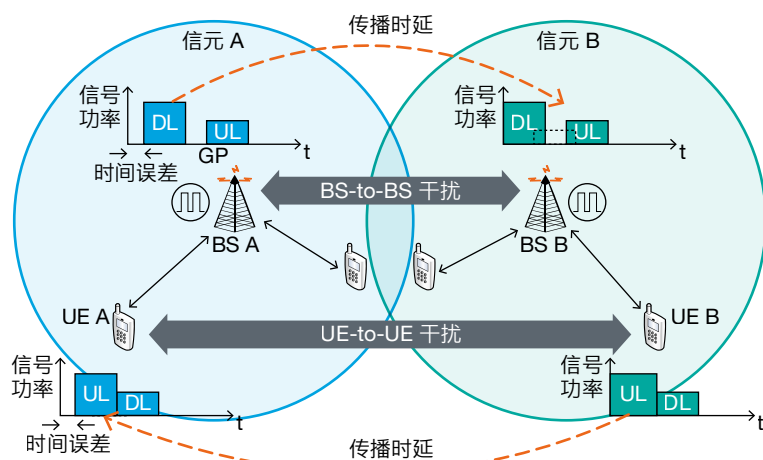 传播时延
信元 A
信元 B
信号
功率
DL
UL
t
GP
时间误差
信号
功率
DL
UL
t
BS-to-BS 干扰
BS A
BS B
UE A
UE B
UE-to-UE 干扰
信号
功率
UL
DL
t
时间误差
信号
功率
UL
DL
t
传播时延